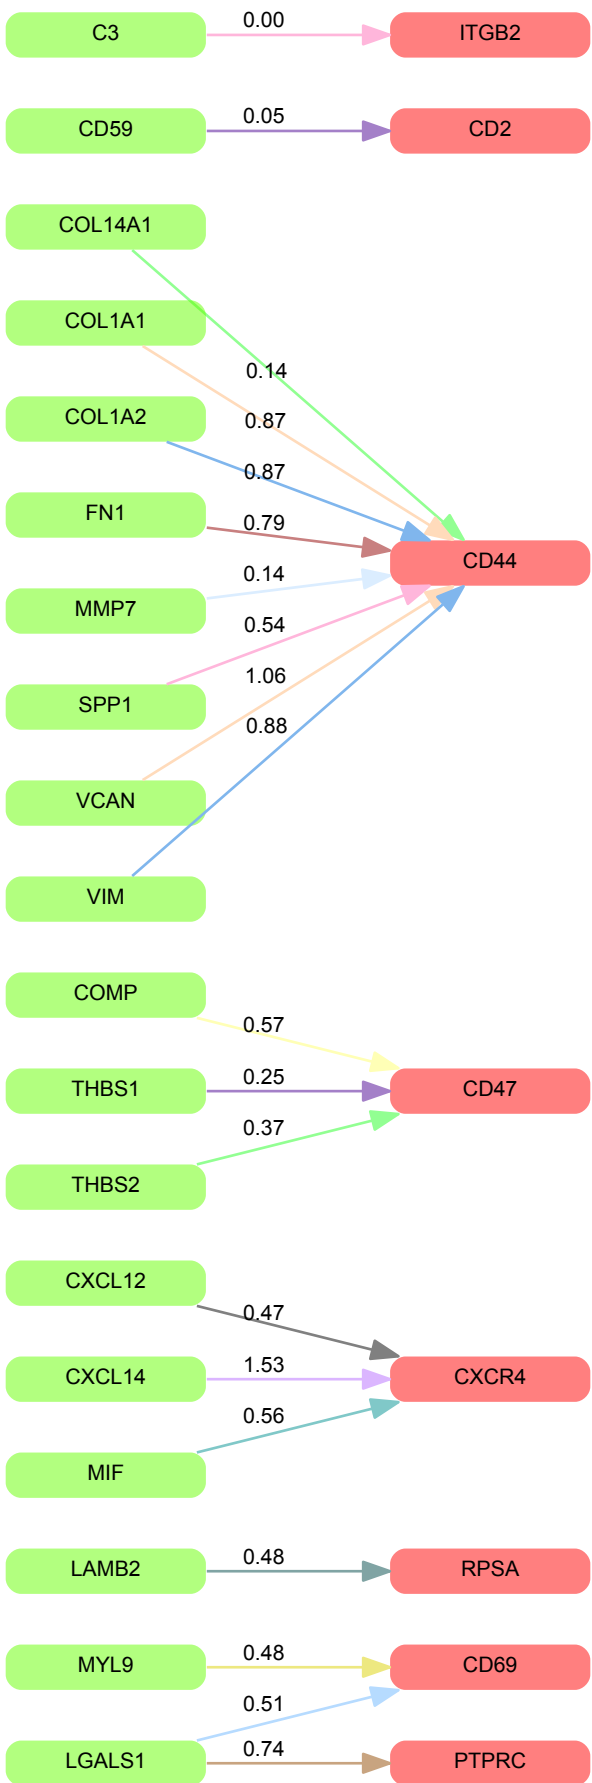 C3 0.00 ITGB2
CD59 0.05 CD2
COL14A1
COL1A1
0.14
COL1A2 0.87
0.87
FN1 0.79
CD44
MMP7 0.14
0.54
SPP1 1.06
0.88
VCAN
VIM
COMP
0.57
THBS1 0.25 CD47
0.37
THBS2
CXCL12
0.47
CXCL14 1.53 CXCR4
0.56
MIF
LAMB2 0.48 RPSA
MYL9 0.48 CD69
0.51
LGALS1 0.74 PTPRC